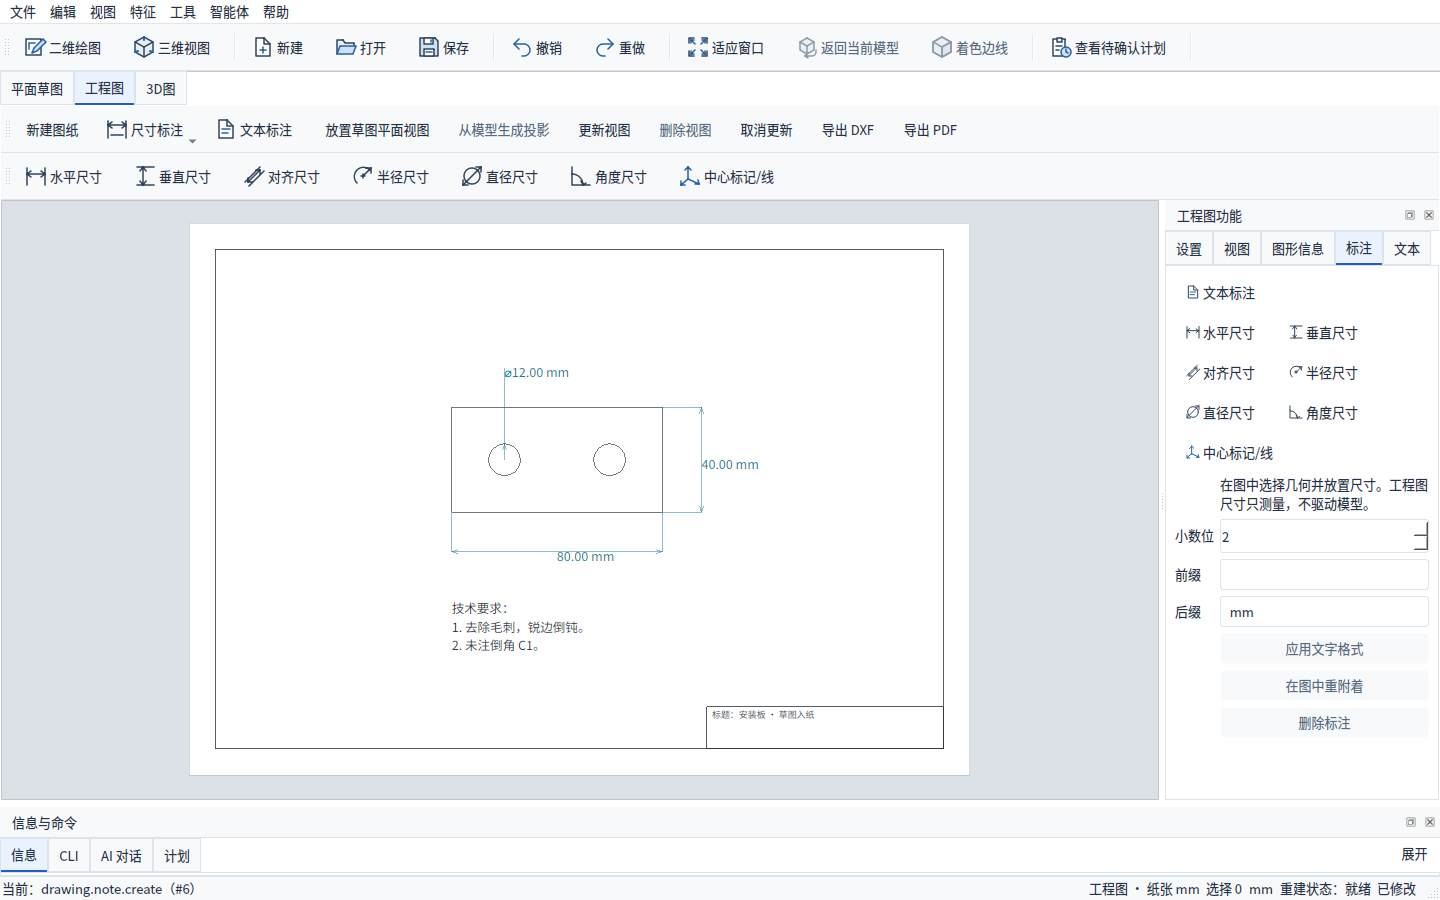 文件 编辑 视图 特征 工具 智能体 帮助
二维绘图 三维视图 新建 打开 保存 撤销 重做 适应窗口 返回当前模型 着色边线 查看待确认计划
平面草图 工程图 3D图
新建图纸 尺寸标注 文本标注 放置草图平面视图 从模型生成投影 更新视图 删除视图 取消更新 导出 DXF 导出 PDF
水平尺寸 垂直尺寸 对齐尺寸 半径尺寸 直径尺寸 角度尺寸 中心标记/线
⌀12.00 mm
40.00 mm
80.00 mm
技术要求：
1. 去除毛刺，锐边倒钝。
2. 未注倒角 C1。
标题：安装板 · 草图入纸
工程图功能
设置 视图 图形信息 标注 文本
文本标注
水平尺寸 垂直尺寸
对齐尺寸 半径尺寸
直径尺寸 角度尺寸
中心标记/线
在图中选择几何并放置尺寸。工程图
尺寸只测量，不驱动模型。
小数位 2
前缀
后缀 mm
应用文字格式
在图中重附着
删除标注
信息与命令
信息 CLI AI 对话 计划 展开
当前：drawing.note.create（#6） 工程图 · 纸张 mm 选择 0 mm 重建状态：就绪 已修改